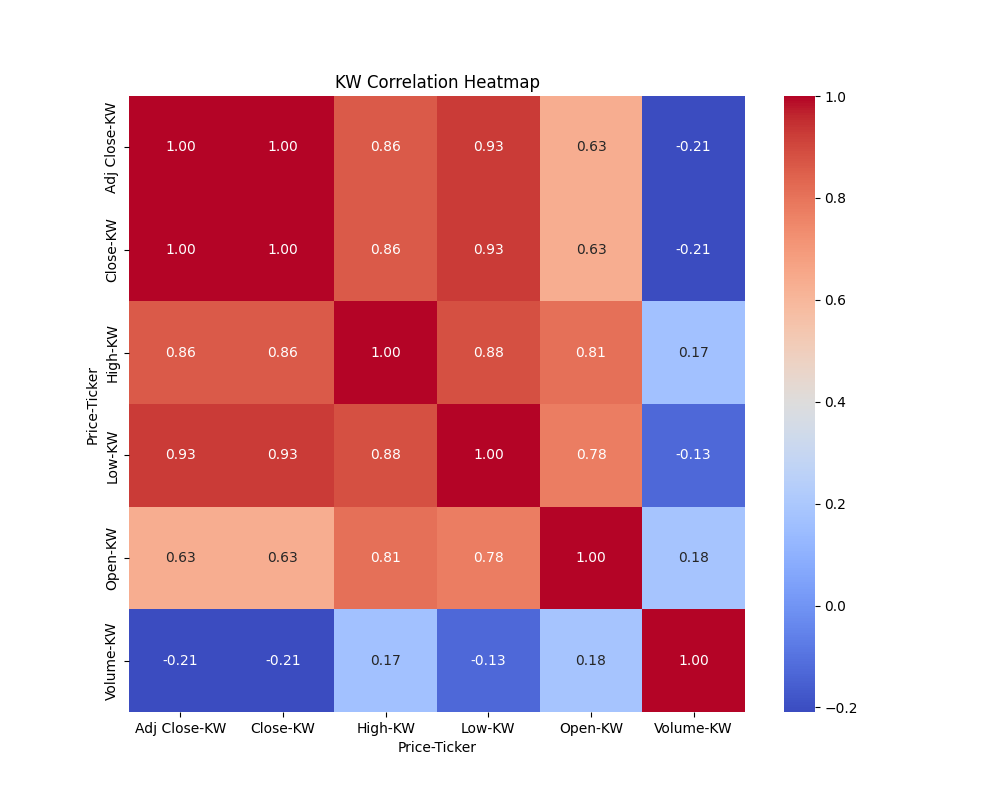 KW Correlation Heatmap
Price-Ticker
Adj Close-KW
1.00 1.00 0.86 0.93 0.63 -0.21
Close-KW
1.00 1.00 0.86 0.93 0.63 -0.21
High-KW
0.86 0.86 1.00 0.88 0.81 0.17
Low-KW
0.93 0.93 0.88 1.00 0.78 -0.13
Open-KW
0.63 0.63 0.81 0.78 1.00 0.18
Volume-KW
-0.21 -0.21 0.17 -0.13 0.18 1.00
Adj Close-KW Close-KW High-KW Low-KW Open-KW Volume-KW
Price-Ticker
1.0
0.8
0.6
0.4
0.2
0.0
−0.2